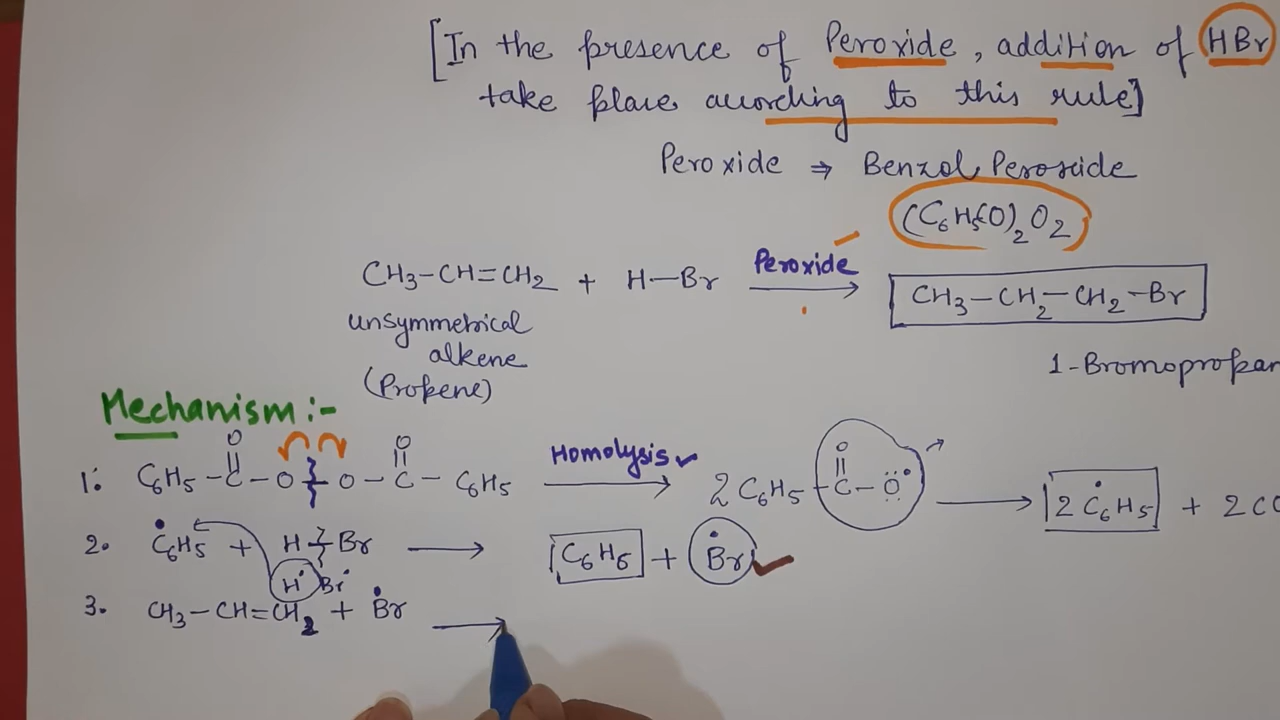 [In the presence of Peroxide, addition of HBr
take place according to this rule]
Peroxide ⇒ Benzol Peroxide
(C6H5CO)2O2
CH3-CH=CH2 + H-Br Peroxide → CH3-CH2-CH2-Br
unsymmetrical
alkene
(Propene)
1-Bromopropan
Mechanism:-
1: C6H5-C(=O)-O-O-C(=O)-C6H5 Homolysis → 2C6H5-C(=O)-Ȯ → 2Ċ6H5 + 2CO
2. Ċ6H5 + H-Br → C6H6 + Ḃr
H· Br·
3. CH3-CH=CH2 + Ḃr →